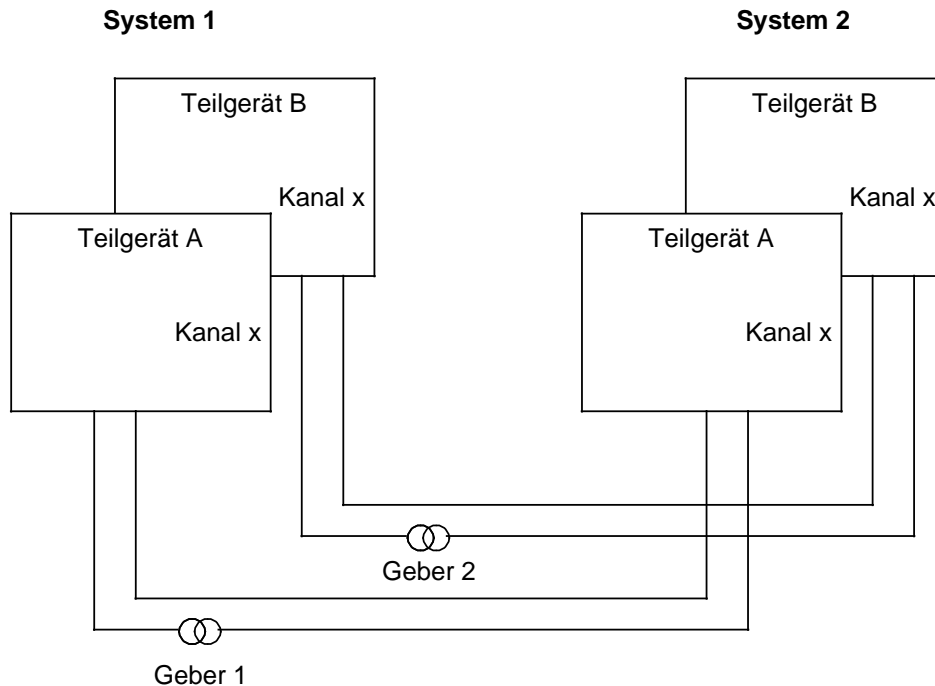 System 1
System 2
Teilgerät B
Teilgerät B
Kanal x
Kanal x
Teilgerät A
Teilgerät A
Kanal x
Kanal x
Geber 2
Geber 1